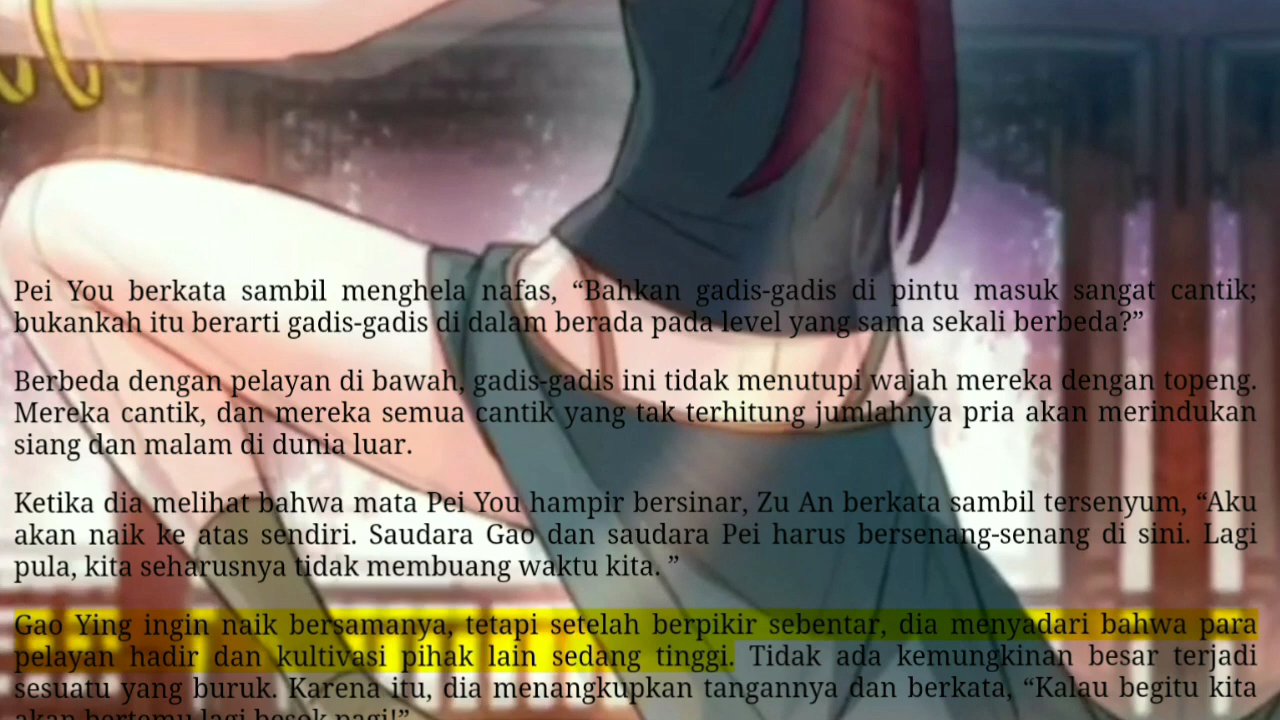 Pei You berkata sambil menghela nafas, “Bahkan gadis-gadis di pintu masuk sangat cantik;
bukankah itu berarti gadis-gadis di dalam berada pada level yang sama sekali berbeda?”
Berbeda dengan pelayan di bawah, gadis-gadis ini tidak menutupi wajah mereka dengan topeng.
Mereka cantik, dan mereka semua cantik yang tak terhitung jumlahnya pria akan merindukan
siang dan malam di dunia luar.
Ketika dia melihat bahwa mata Pei You hampir bersinar, Zu An berkata sambil tersenyum, “Aku
akan naik ke atas sendiri. Saudara Gao dan saudara Pei harus bersenang-senang di sini. Lagi
pula, kita seharusnya tidak membuang waktu kita. ”
Gao Ying ingin naik bersamanya, tetapi setelah berpikir sebentar, dia menyadari bahwa para
pelayan hadir dan kultivasi pihak lain sedang tinggi. Tidak ada kemungkinan besar terjadi
sesuatu yang buruk. Karena itu, dia menangkupkan tangannya dan berkata, “Kalau begitu kita
akan bertemu lagi besok pagi!”